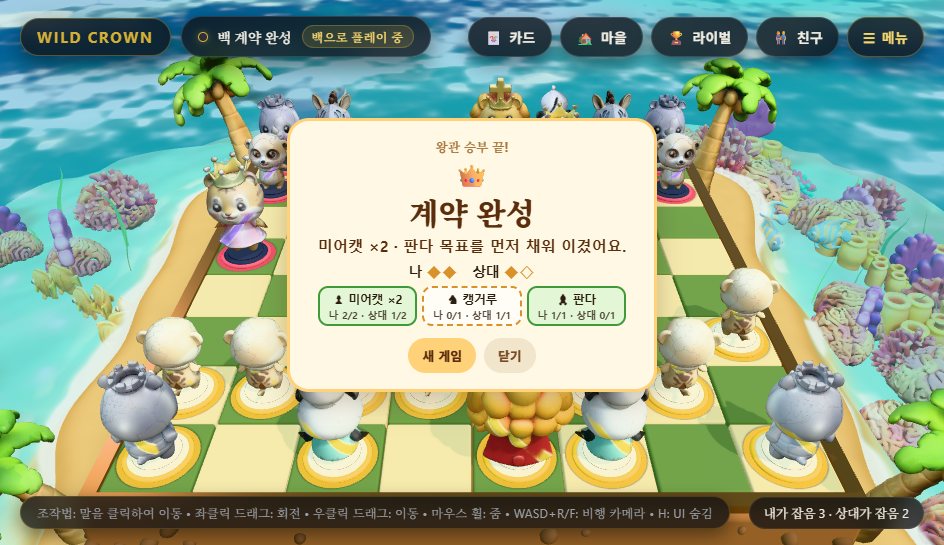 WILD CROWN
백 계약 완성 백으로 플레이 중
카드
마을
라이벌
친구
메뉴
왕관 승부 끝!
계약 완성
미어캣 ×2 · 판다 목표를 먼저 채워 이겼어요.
나 ◆◆ 상대 ◆◇
♟ 미어캣 ×2
나 2/2 · 상대 1/2
♞ 캥거루
나 0/1 · 상대 1/1
♝ 판다
나 1/1 · 상대 0/1
새 게임
닫기
조작법: 말을 클릭하여 이동 • 좌클릭 드래그: 회전 • 우클릭 드래그: 이동 • 마우스 휠: 줌 • WASD+R/F: 비행 카메라 • H: UI 숨김
내가 잡음 3 · 상대가 잡음 2